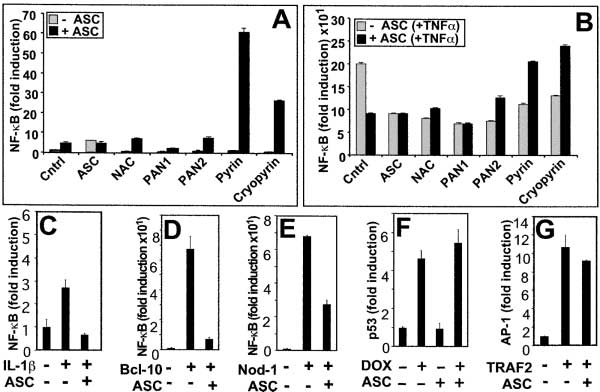 A
- ASC
+ ASC
NF-κB (fold induction)
70
60
50
40
30
20
10
0
Cntrl
ASC
NAC
PAN1
PAN2
Pyrin
Cryopyrin
B
- ASC (+TNFα)
+ ASC (+TNFα)
NF-κB (fold induction) x10¹
30
25
20
15
10
5
0
Cntrl
ASC
NAC
PAN1
PAN2
Pyrin
Cryopyrin
C
NF-κB (fold induction)
6
4
3
2
1
0
IL-1β - + +
ASC - - +
D
NF-κB (fold induction x10¹)
8
6
4
2
0
Bcl-10 - + +
ASC - - +
E
NF-κB (fold induction x10¹)
8
6
4
2
0
Nod-1 - + +
ASC - - +
F
p53 (fold induction)
6
4
2
0
DOX - + - +
ASC - - + +
G
AP-1 (fold induction)
12
10
8
6
4
2
0
TRAF2 - + +
ASC - - +